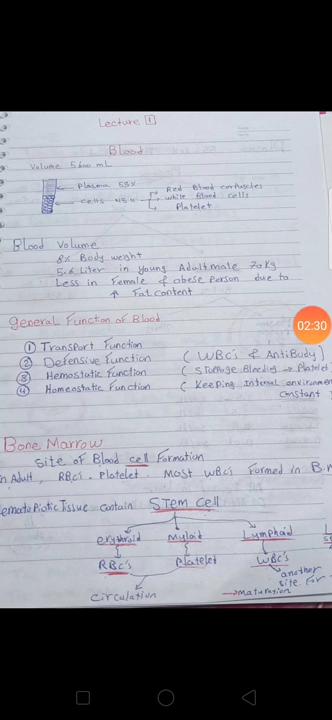 Lecture 1
Blood
Volume 5600 mL
Plasma 55%
Cells 45%
Red Blood corpuscles
white Blood cells
Platelet
Blood Volume
8% Body weight
5.6 Liter in young Adult male 70 Kg
Less in Female & obese person due to
↑ Fat content
general Function of Blood
02:30
① Transport Function
② Defensive Function ( WBC's & AntiBody )
③ Hemostatic Function ( Stoppage Bleeding → Platelet
④ Homeostatic Function ( Keeping Internal environmen
constant )
Bone Marrow
site of Blood cell Formation
n Adult, RBC's. Platelet. Most WBC's Formed in B.M
Tissue contain STEM cell
erythroid Myloid Lymphoid
RBC's Platelet WBC's
circulation
another
site For
→ maturation